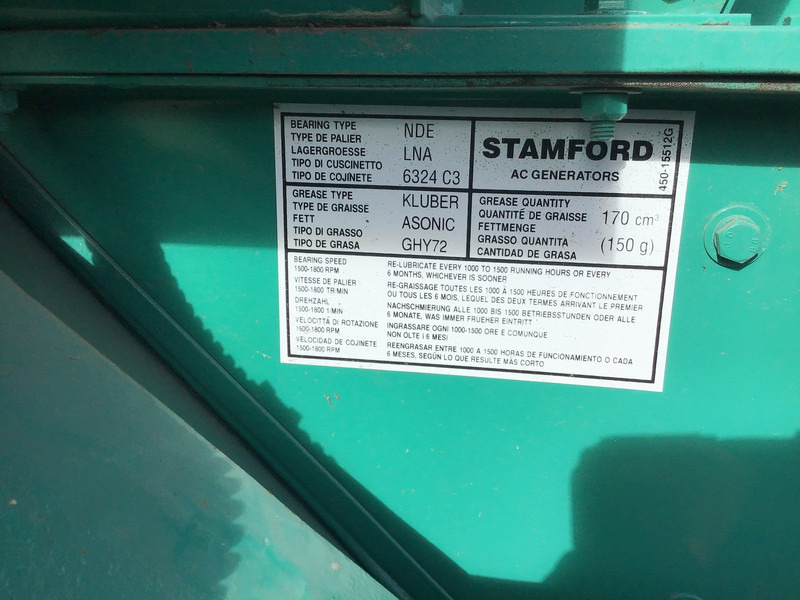 BEARING TYPE
TYPE DE PALIER
LAGERGROESSE
TIPO DI CUSCINETTO
TIPO DE COJINETE
NDE
LNA
6324 C3
STAMFORD
AC GENERATORS
450-15512G
GREASE TYPE
TYPE DE GRAISSE
FETT
TIPO DI GRASSO
TIPO DE GRASA
KLUBER
ASONIC
GHY72
GREASE QUANTITY
QUANTITÉ DE GRAISSE
FETTMENGE
GRASSO QUANTITA
CANTIDAD DE GRASA
170 cm³
(150 g)
BEARING SPEED
1500-1800 RPM
RE-LUBRICATE EVERY 1000 TO 1500 RUNNING HOURS OR EVERY
6 MONTHS, WHICHEVER IS SOONER
VITESSE DE PALIER
1500-1800 TR/MIN
RE-GRAISSAGE TOUTES LES 1000 À 1500 HEURES DE FONCTIONNEMENT
OU TOUS LES 6 MOIS, LEQUEL DES DEUX TERMES ARRIVANT LE PREMIER
DREHZAHL
1500-1800 1/MIN
NACHSCHMIERUNG ALLE 1000 BIS 1500 BETRIEBSSTUNDEN ODER ALLE
6 MONATE, WAS IMMER FRUEHER EINTRITT
VELOCITTÁ DI ROTAZIONE
1500-1800 RPM
INGRASSARE OGNI 1000-1500 ORE E COMUNQUE
NON OLTE I 6 MESI
VELOCIDAD DE COJINETE
1500-1800 RPM
REENGRASAR ENTRE 1000 A 1500 HORAS DE FUNCIONAMIENTO O CADA
6 MESES, SEGÚN LO QUE RESULTE MÁS CORTO